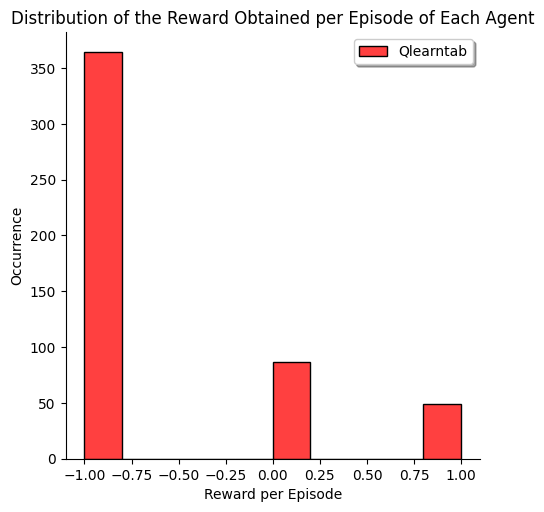 Distribution of the Reward Obtained per Episode of Each Agent
Qlearntab
Occurrence
350
300
250
200
150
100
50
0
−1.00 −0.75 −0.50 −0.25 0.00 0.25 0.50 0.75 1.00
Reward per Episode